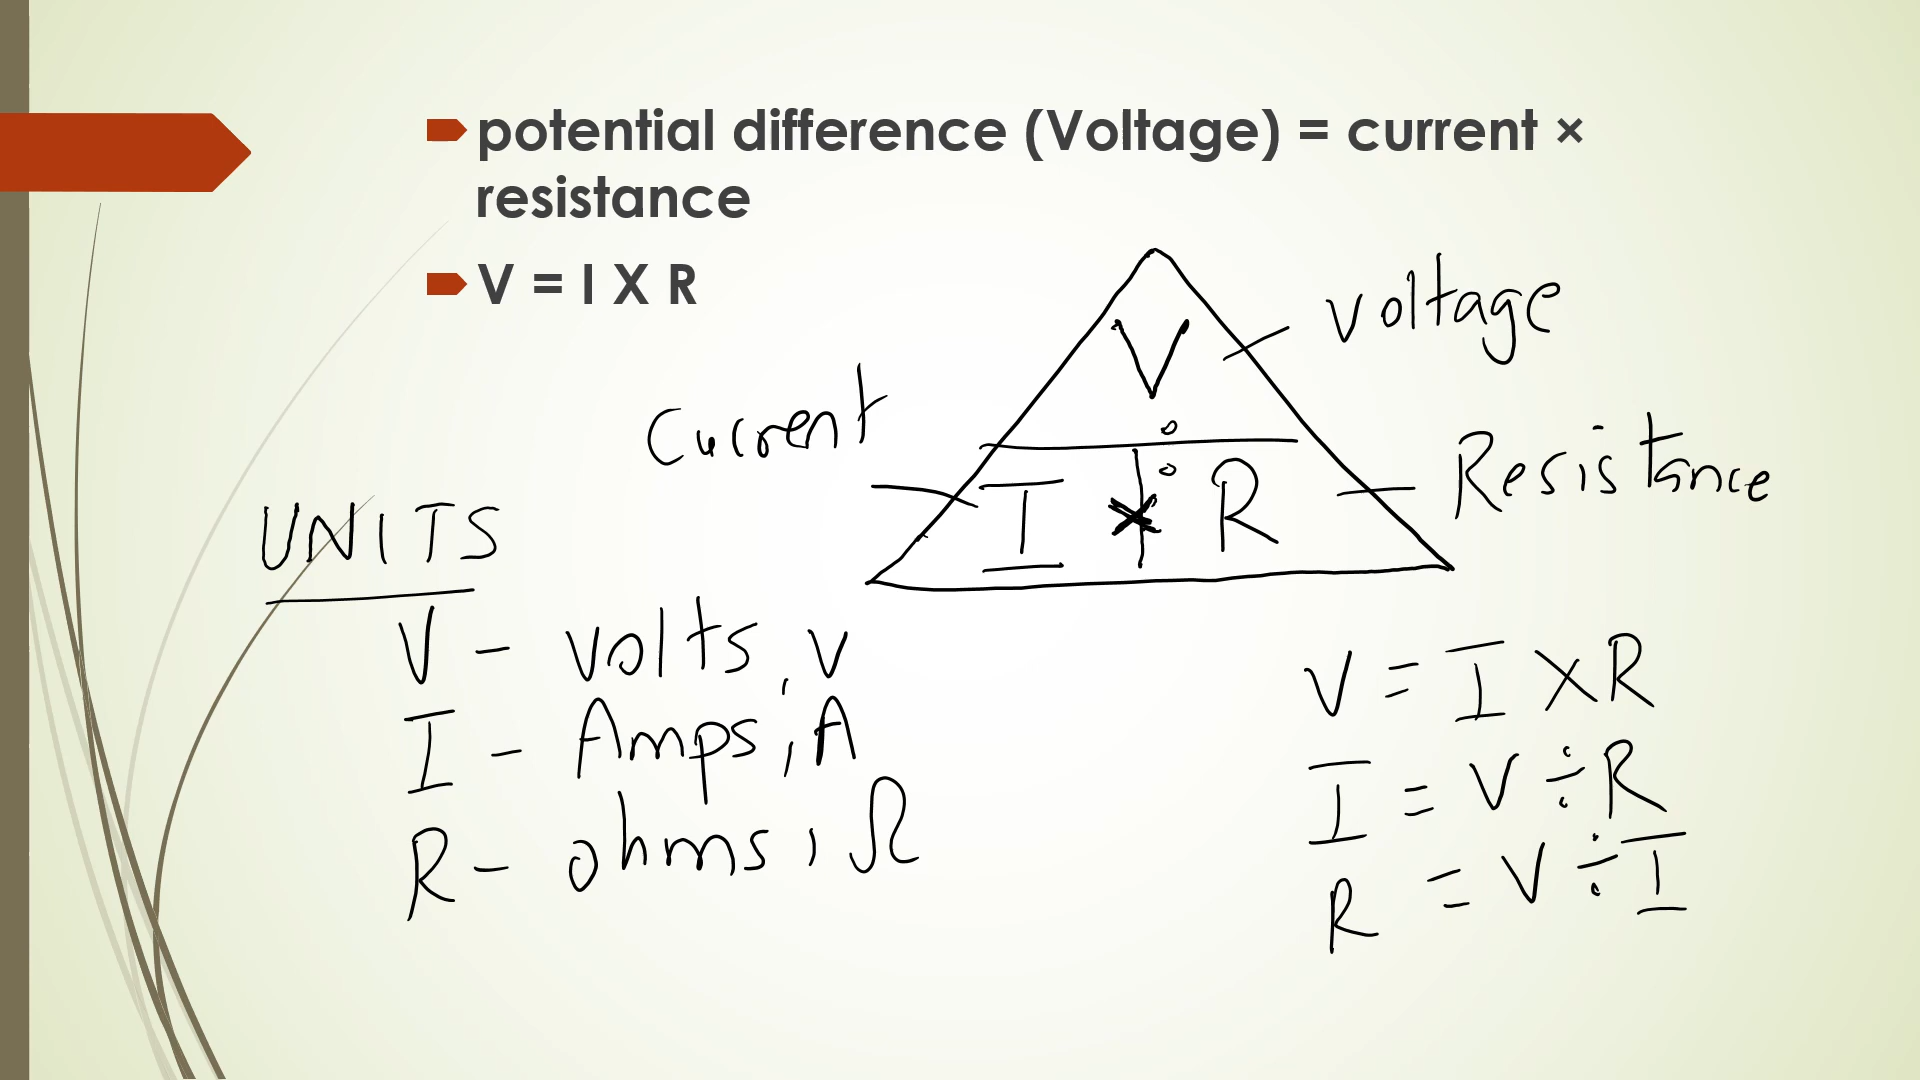 potential difference (Voltage) = current ×
resistance
V = I X R
voltage
V
Current
Resistance
I × R
UNITS
V - volts, v
I - Amps, A
R - ohms, Ω
V = I × R
I = V ÷ R
R = V ÷ I